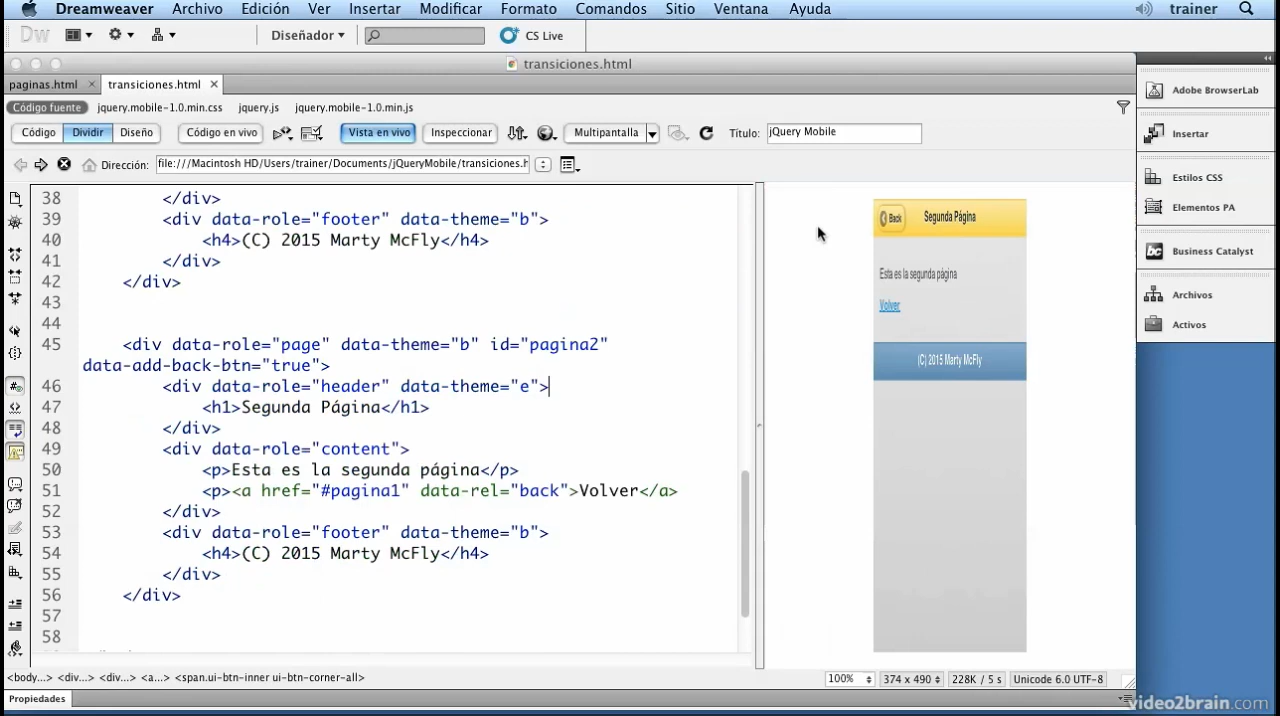 Dreamweaver Archivo Edición Ver Insertar Modificar Formato Comandos Sitio Ventana Ayuda trainer
Dw Diseñador CS Live
transiciones.html
paginas.html transiciones.html
Código fuente jquery.mobile-1.0.min.css jquery.js jquery.mobile-1.0.min.js
Código Dividir Diseño Código en vivo Vista en vivo Inspeccionar Multipantalla Título: jQuery Mobile
Dirección: file:///Macintosh HD/Users/trainer/Documents/jQueryMobile/transiciones.h
38 </div>
39 <div data-role="footer" data-theme="b">
40 <h4>(C) 2015 Marty McFly</h4>
41 </div>
42 </div>
43
44
45 <div data-role="page" data-theme="b" id="pagina2"
data-add-back-btn="true">
46 <div data-role="header" data-theme="e">
47 <h1>Segunda Página</h1>
48 </div>
49 <div data-role="content">
50 <p>Esta es la segunda página</p>
51 <p><a href="#pagina1" data-rel="back">Volver</a>
52 </div>
53 <div data-role="footer" data-theme="b">
54 <h4>(C) 2015 Marty McFly</h4>
55 </div>
56 </div>
57
58
Back Segunda Página
Esta es la segunda página
Volver
(C) 2015 Marty McFly
Adobe BrowserLab
Insertar
Estilos CSS
Elementos PA
bc Business Catalyst
Archivos
Activos
<body...> <div...> <div...> <a...> <span.ui-btn-inner ui-btn-corner-all> 100% 374 x 490 228K / 5 s Unicode 6.0 UTF-8
Propiedades
video2brain.com